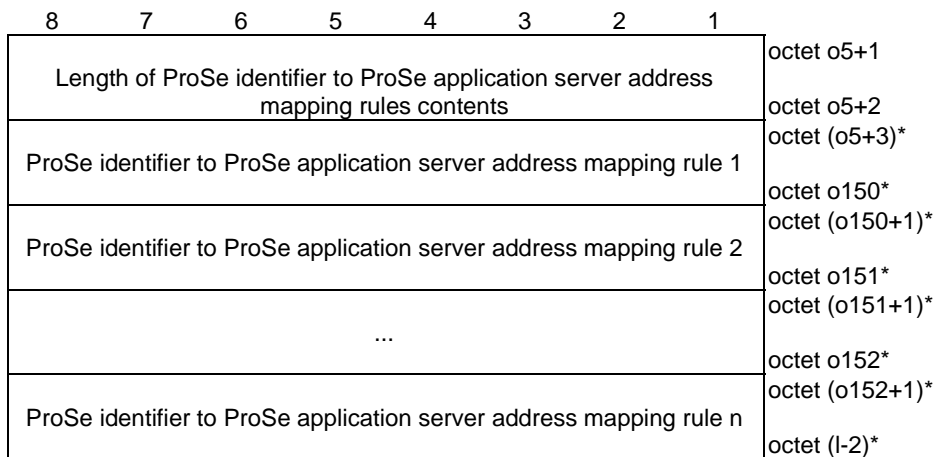 8 7 6 5 4 3 2 1
octet o5+1
Length of ProSe identifier to ProSe application server address
mapping rules contents
octet o5+2
octet (o5+3)*
ProSe identifier to ProSe application server address mapping rule 1
octet o150*
octet (o150+1)*
ProSe identifier to ProSe application server address mapping rule 2
octet o151*
octet (o151+1)*
...
octet o152*
octet (o152+1)*
ProSe identifier to ProSe application server address mapping rule n
octet (l-2)*